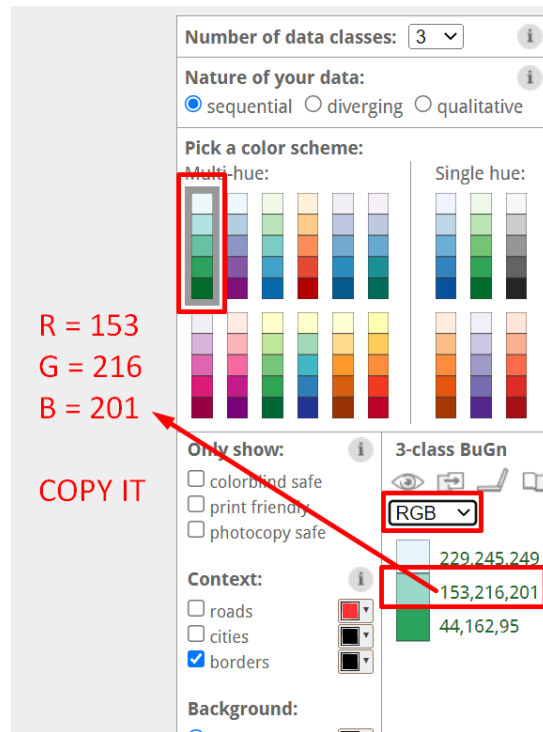 Number of data classes: 3
Nature of your data:
sequential diverging qualitative
Pick a color scheme:
Multi-hue: Single hue:
R = 153
G = 216
B = 201
COPY IT
Only show:
colorblind safe
print friendly
photocopy safe
Context:
roads
cities
borders
Background:
3-class BuGn
RGB
229,245,249
153,216,201
44,162,95